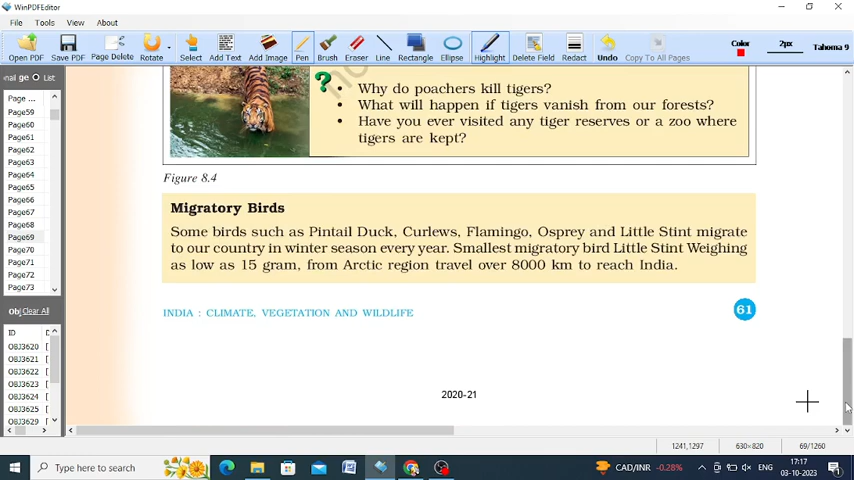 WinPDFEditor
File Tools View About
Open PDF Save PDF Page Delete Rotate Select Add Text Add Image Pen Brush Eraser Line Rectangle Ellipse Highlight Delete Field Redact Undo Copy To All Pages Color 2px Tahoma 9
nail ge List
Page ...
Page59
Page60
Page61
Page62
Page63
Page64
Page65
Page66
Page67
Page68
Page69
Page70
Page71
Page72
Page73
Obj Clear All
ID
OBJ3620 [
OBJ3621 [
OBJ3622 [
OBJ3623 [
OBJ3624 [
OBJ3625 [
OBJ3629 [
?
• Why do poachers kill tigers?
• What will happen if tigers vanish from our forests?
• Have you ever visited any tiger reserves or a zoo where
tigers are kept?
Figure 8.4
Migratory Birds
Some birds such as Pintail Duck, Curlews, Flamingo, Osprey and Little Stint migrate
to our country in winter season every year. Smallest migratory bird Little Stint Weighing
as low as 15 gram, from Arctic region travel over 8000 km to reach India.
INDIA : CLIMATE, VEGETATION AND WILDLIFE 61
2020-21
1241,1297 630×820 69/1260
Type here to search
CAD/INR -0.28% ENG
17:17
03-10-2023